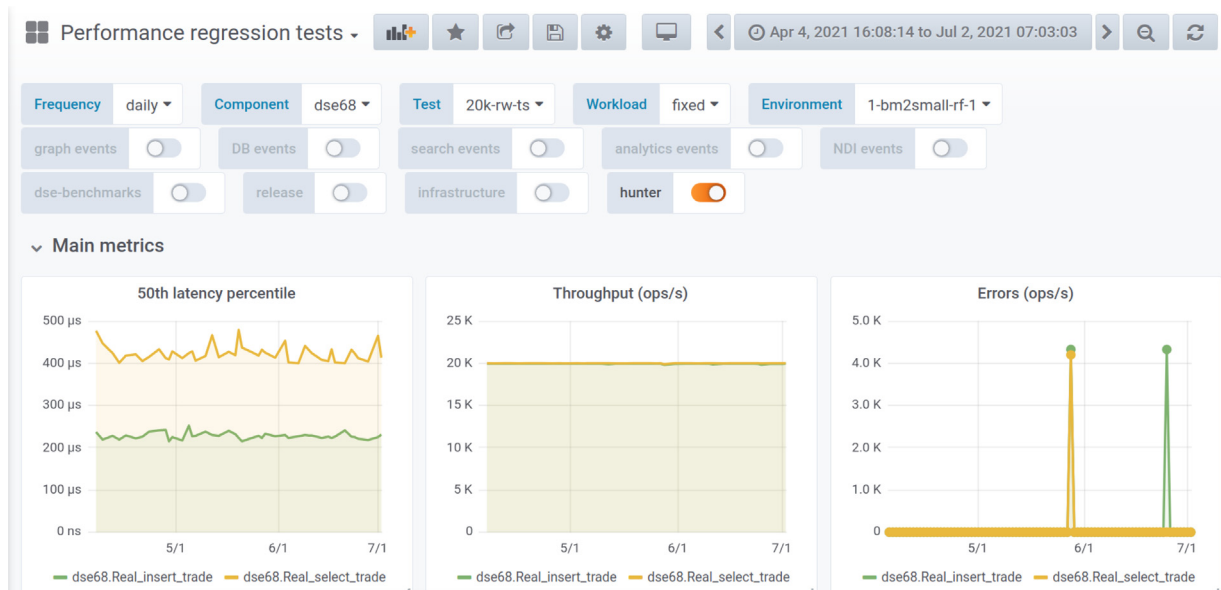 Performance regression tests
Apr 4, 2021 16:08:14 to Jul 2, 2021 07:03:03
Frequency daily Component dse68 Test 20k-rw-ts Workload fixed Environment 1-bm2small-rf-1
graph events DB events search events analytics events NDI events
dse-benchmarks release infrastructure hunter
Main metrics
50th latency percentile
500 µs
400 µs
300 µs
200 µs
100 µs
0 ns
5/1 6/1 7/1
dse68.Real_insert_trade dse68.Real_select_trade
Throughput (ops/s)
25 K
20 K
15 K
10 K
5 K
0
5/1 6/1 7/1
dse68.Real_insert_trade dse68.Real_select_trade
Errors (ops/s)
5.0 K
4.0 K
3.0 K
2.0 K
1.0 K
0
5/1 6/1 7/1
dse68.Real_insert_trade dse68.Real_select_trade